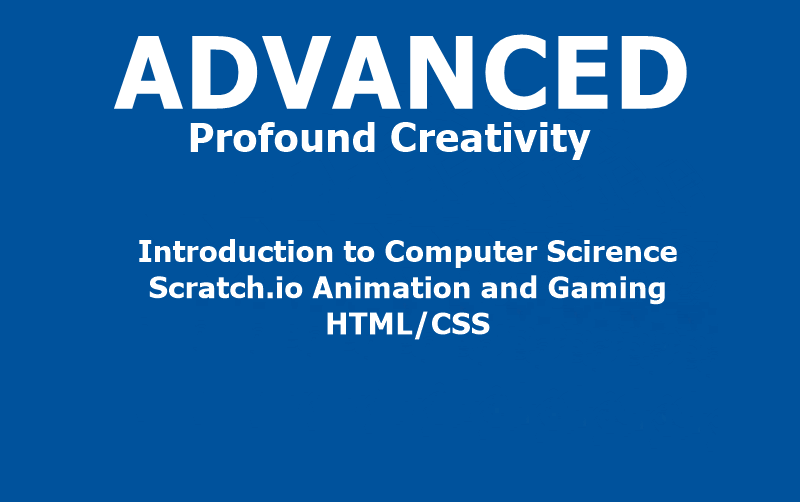 ADVANCED
Profound Creativity
Introduction to Computer Scirence
Scratch.io Animation and Gaming
HTML/CSS